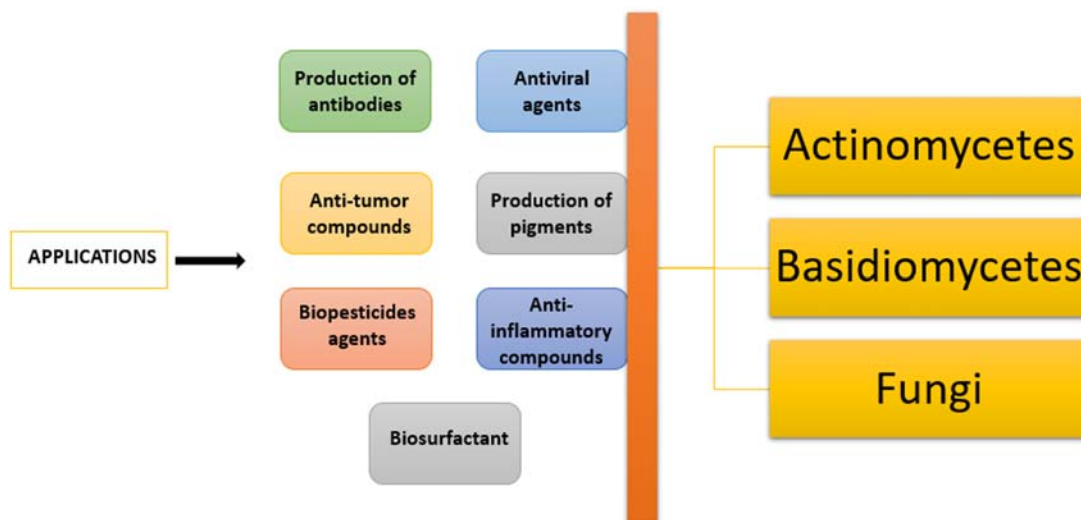 APPLICATIONS
Production of
antibodies
Antiviral
agents
Anti-tumor
compounds
Production of
pigments
Biopesticides
agents
Anti-
inflammatory
compounds
Biosurfactant
Actinomycetes
Basidiomycetes
Fungi